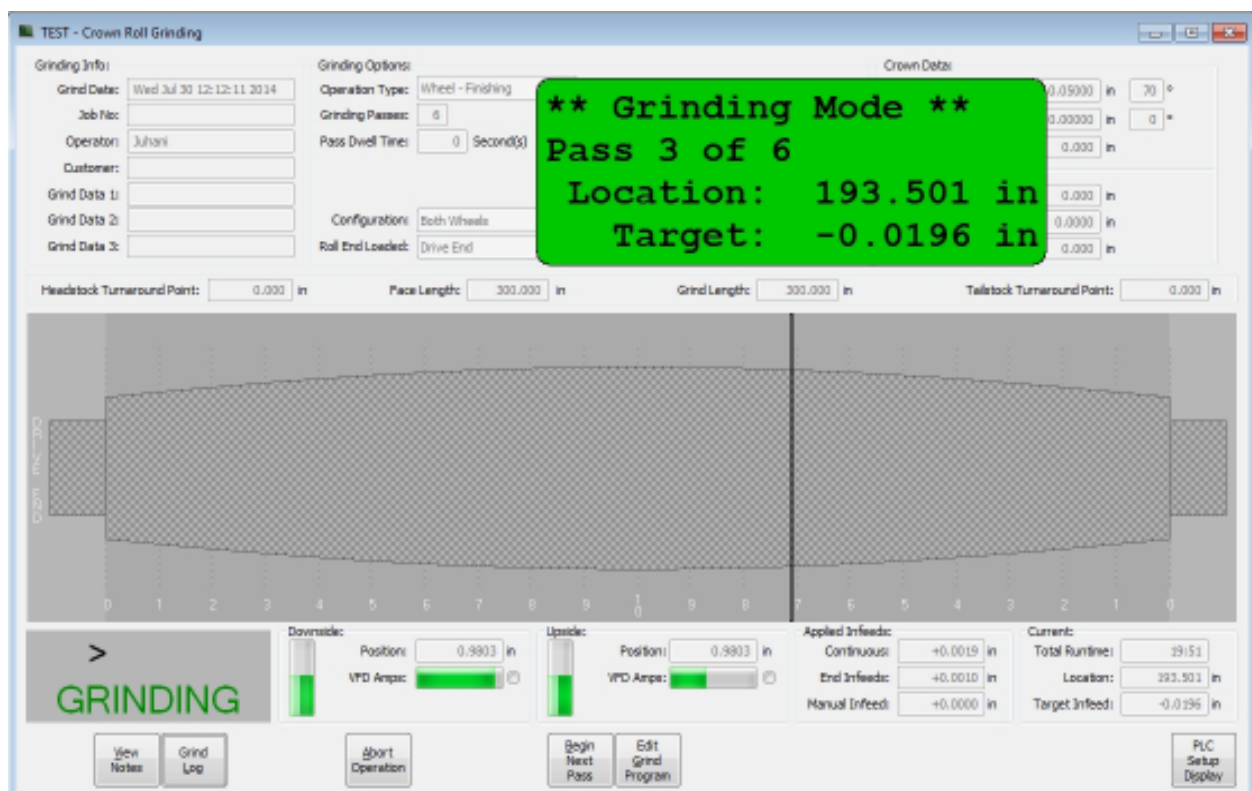 TEST - Crown Roll Grinding
Grinding Info:
Grind Date: Wed Jul 30 12:12:11 2014
Job No:
Operator: Juhani
Customer:
Grind Data 1:
Grind Data 2:
Grind Data 3:
Grinding Options:
Operation Type: Wheel - Finishing
Grinding Passes: 6
Pass Dwell Time: 0 Second(s)
Configuration: Both Wheels
Roll End Loaded: Drive End
** Grinding Mode **
Pass 3 of 6
Location: 193.501 in
Target: -0.0196 in
Crown Data:
0.05000 in 70 °
0.00000 in 0 °
0.000 in
0.000 in
0.0000 in
0.000 in
Headstock Turnaround Point: 0.000 in Face Length: 300.000 in Grind Length: 300.000 in Tailstock Turnaround Point: 0.000 in
0 1 2 3 4 5 6 7 8 9 10 9 8 7 6 5 4 3 2 1 0
>
GRINDING
Downside:
Position: 0.9803 in
VFD Amps:
Upside:
Position: 0.9803 in
VFD Amps:
Applied Infeeds:
Continuous: +0.0019 in
End Infeeds: +0.0010 in
Manual Infeed: +0.0000 in
Current:
Total Runtime: 19:51
Location: 193.501 in
Target Infeed: -0.0196 in
View
Notes
Grind
Log
Abort
Operation
Begin
Next
Pass
Edit
Grind
Program
PLC
Setup
Display